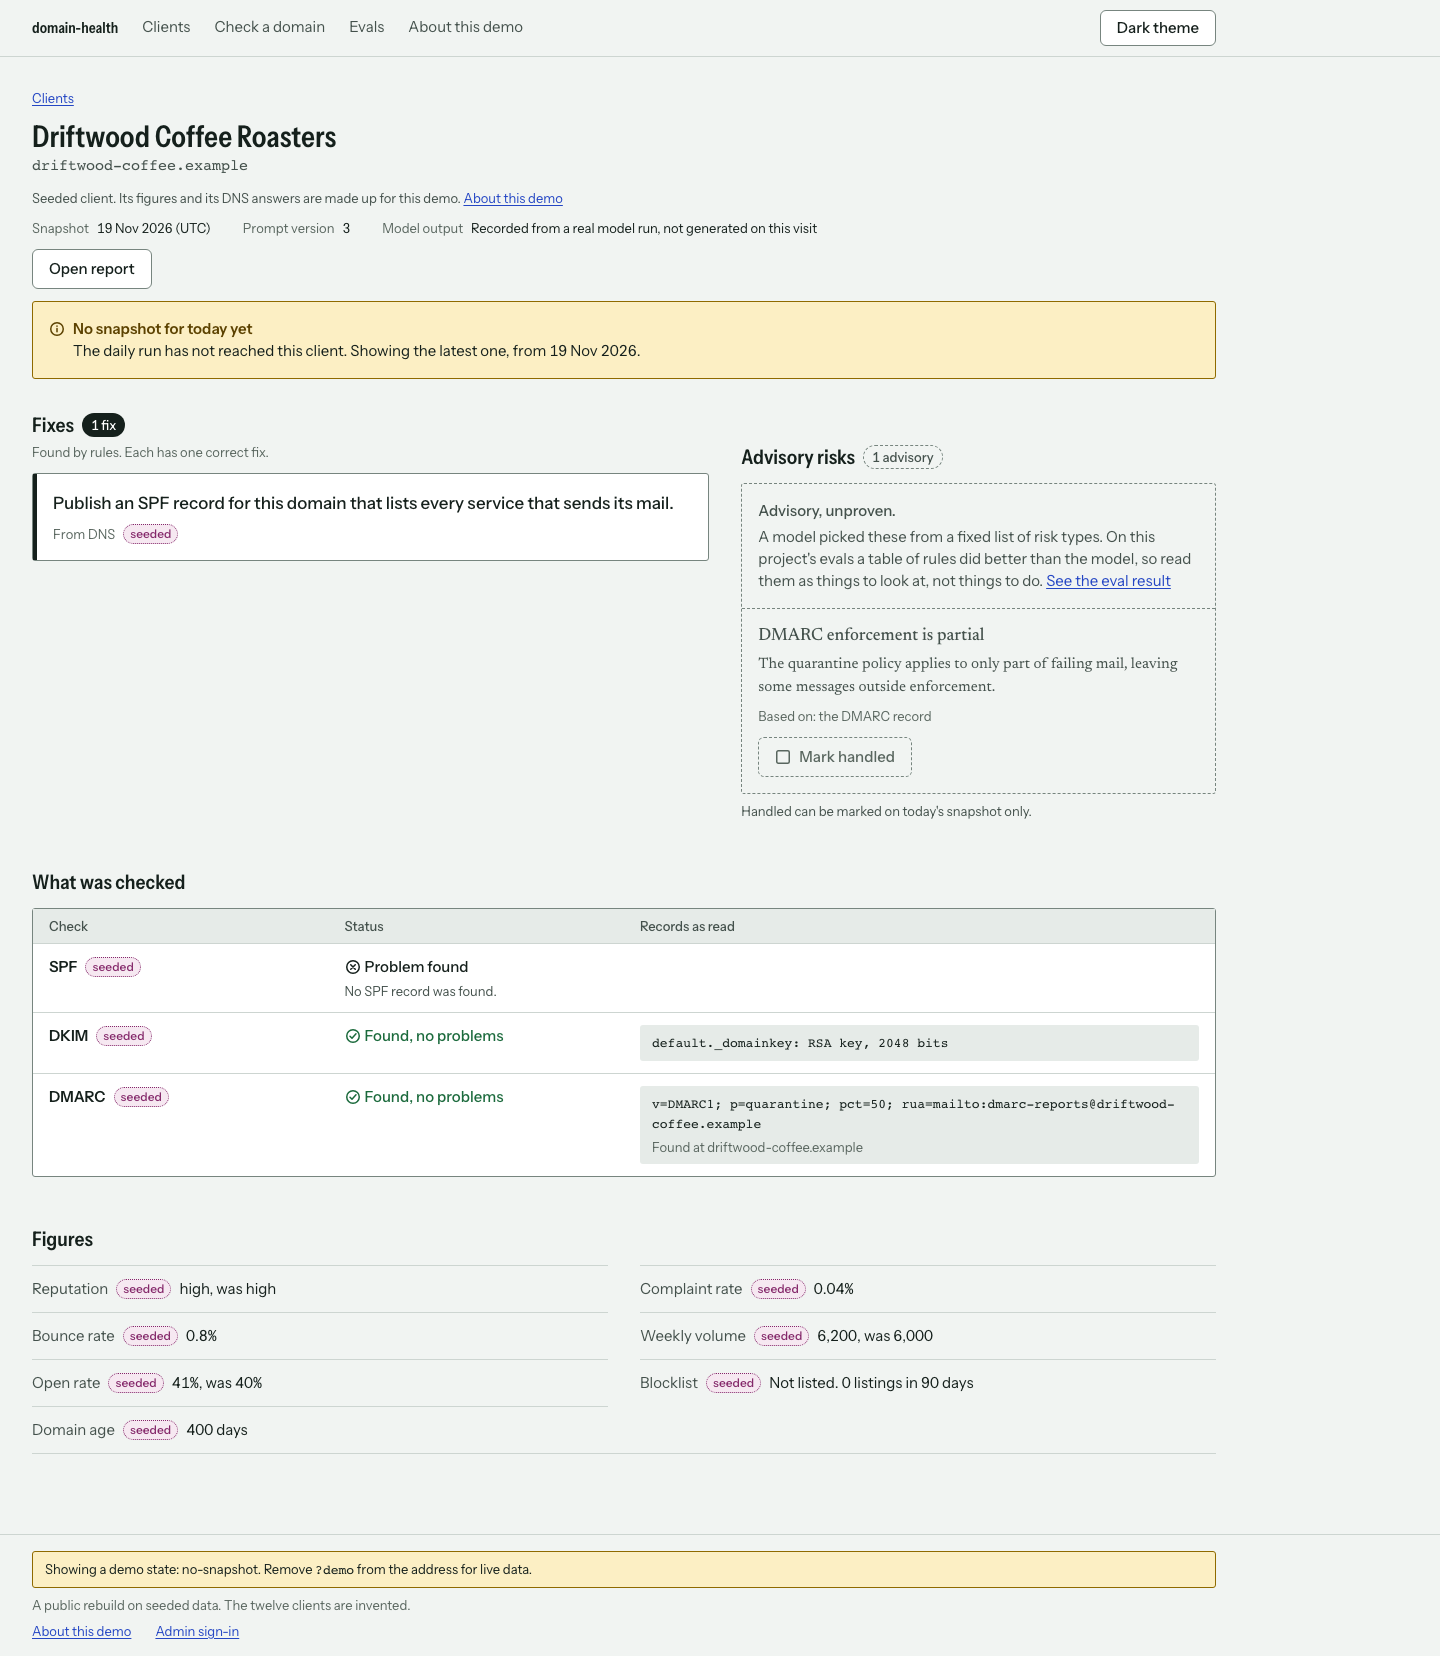 domain-health Clients Check a domain Evals About this demo Dark theme
Clients
Driftwood Coffee Roasters
driftwood-coffee.example
Seeded client. Its figures and its DNS answers are made up for this demo. About this demo
Snapshot 19 Nov 2026 (UTC) Prompt version 3 Model output Recorded from a real model run, not generated on this visit
Open report
No snapshot for today yet
The daily run has not reached this client. Showing the latest one, from 19 Nov 2026.
Fixes 1 fix
Found by rules. Each has one correct fix.
Publish an SPF record for this domain that lists every service that sends its mail.
From DNS seeded
Advisory risks 1 advisory
Advisory, unproven.
A model picked these from a fixed list of risk types. On this
project's evals a table of rules did better than the model, so read
them as things to look at, not things to do. See the eval result
DMARC enforcement is partial
The quarantine policy applies to only part of failing mail, leaving
some messages outside enforcement.
Based on: the DMARC record
Mark handled
Handled can be marked on today's snapshot only.
What was checked
Check Status Records as read
SPF seeded Problem found
No SPF record was found.
DKIM seeded Found, no problems default._domainkey: RSA key, 2048 bits
DMARC seeded Found, no problems v=DMARC1; p=quarantine; pct=50; rua=mailto:dmarc-reports@driftwood-
coffee.example
Found at driftwood-coffee.example
Figures
Reputation seeded high, was high Complaint rate seeded 0.04%
Bounce rate seeded 0.8% Weekly volume seeded 6,200, was 6,000
Open rate seeded 41%, was 40% Blocklist seeded Not listed. 0 listings in 90 days
Domain age seeded 400 days
Showing a demo state: no-snapshot. Remove ?demo from the address for live data.
A public rebuild on seeded data. The twelve clients are invented.
About this demo Admin sign-in